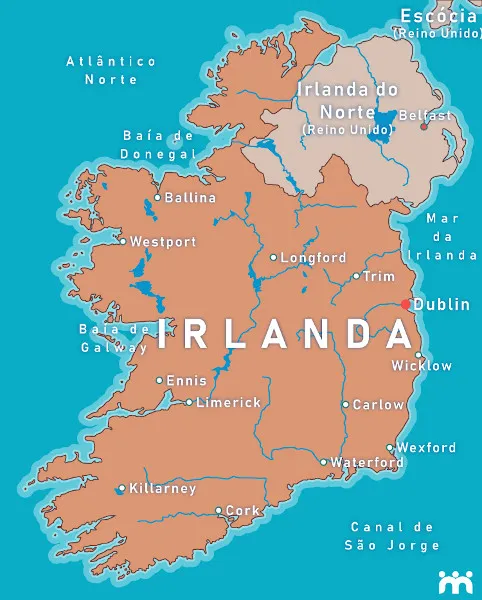 Escócia
(Reino Unido)
Atlântico
Norte
Irlanda do
Norte
(Reino Unido)
Belfast
Baía de
Donegal
Ballina
Mar
da
Irlanda
Westport
Longford
Trim
Dublin
Baía de
Galway
IRLANDA
Wicklow
Ennis
Limerick
Carlow
Wexford
Waterford
Killarney
Cork
Canal de
São Jorge